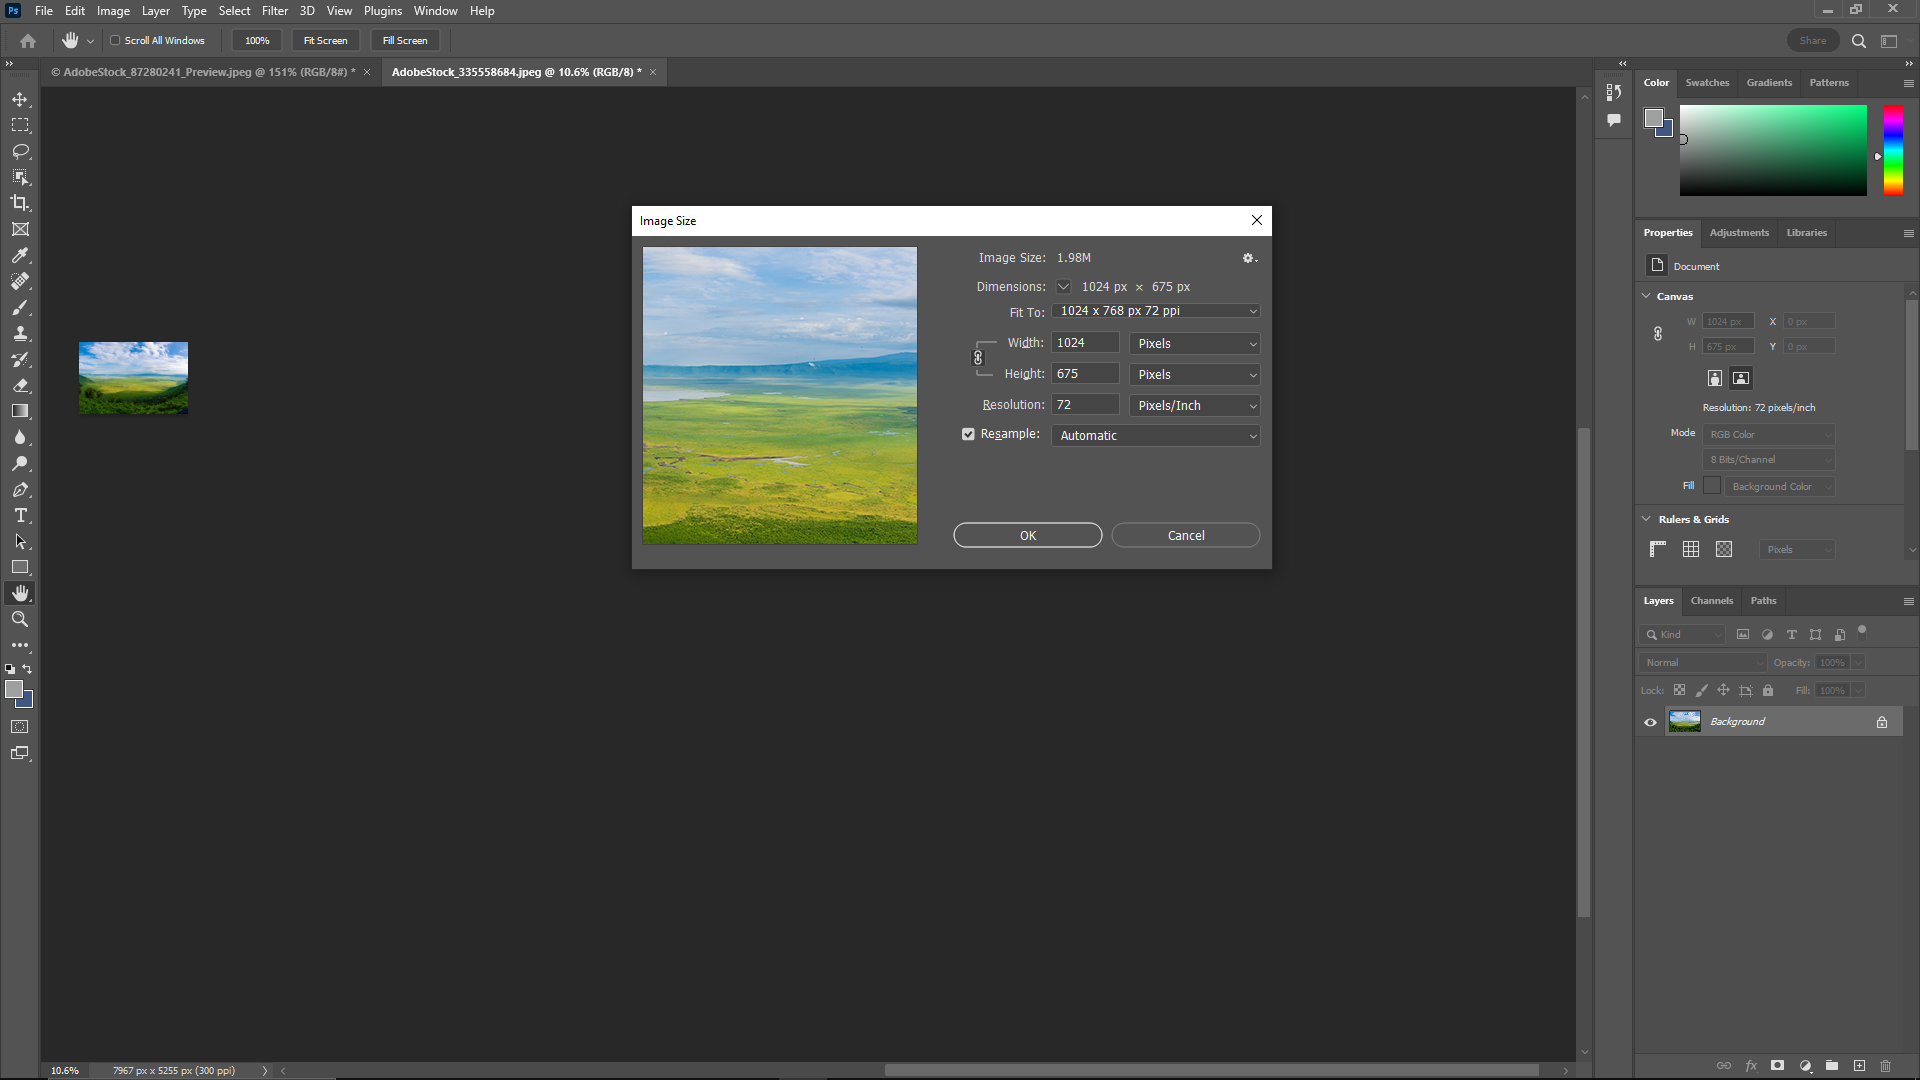 Ps File Edit Image Layer Type Select Filter 3D View Plugins Window Help
Scroll All Windows 100% Fit Screen Fill Screen Share
© AdobeStock_87280241_Preview.jpeg @ 151% (RGB/8#) * × AdobeStock_335558684.jpeg @ 10.6% (RGB/8) * ×
Color Swatches Gradients Patterns
Image Size
Image Size: 1.98M
Dimensions: 1024 px × 675 px
Fit To: 1024 x 768 px 72 ppi
Width: 1024 Pixels
Height: 675 Pixels
Resolution: 72 Pixels/Inch
Resample: Automatic
OK Cancel
Properties Adjustments Libraries
Document
Canvas
W 1024 px X 0 px
H 675 px Y 0 px
Resolution: 72 pixels/inch
Mode RGB Color
8 Bits/Channel
Fill Background Color
Rulers & Grids
Pixels
Layers Channels Paths
Kind
Normal Opacity: 100%
Lock: Fill: 100%
Background
fx
10.6% 7967 px x 5255 px (300 ppi)